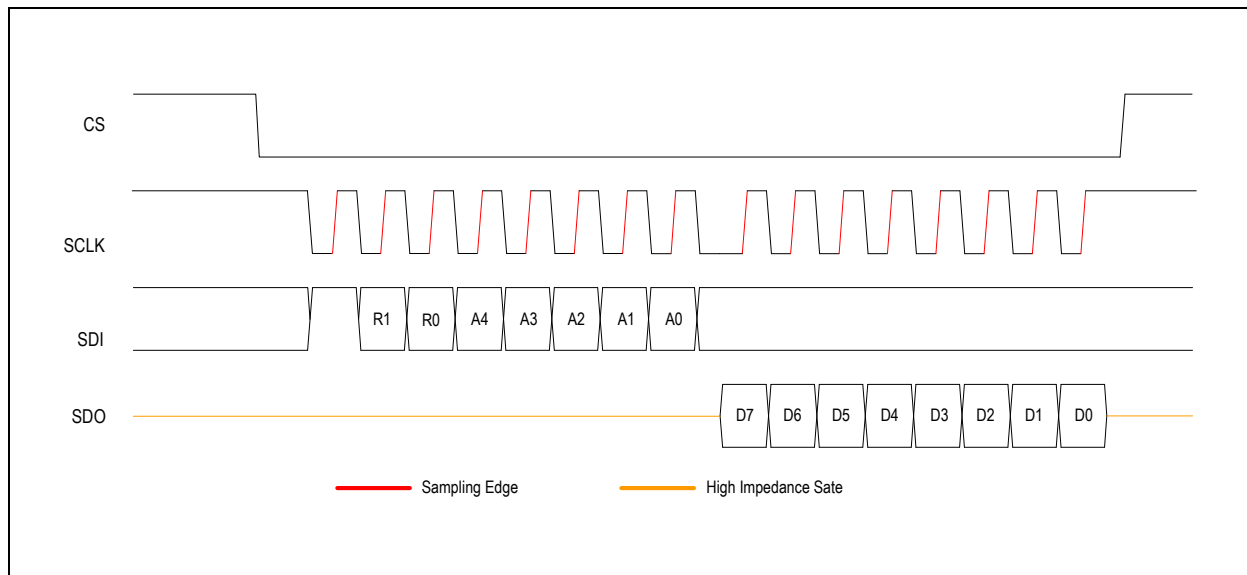 CS
SCLK
SDI
R1 R0 A4 A3 A2 A1 A0
SDO
D7 D6 D5 D4 D3 D2 D1 D0
Sampling Edge
High Impedance Sate